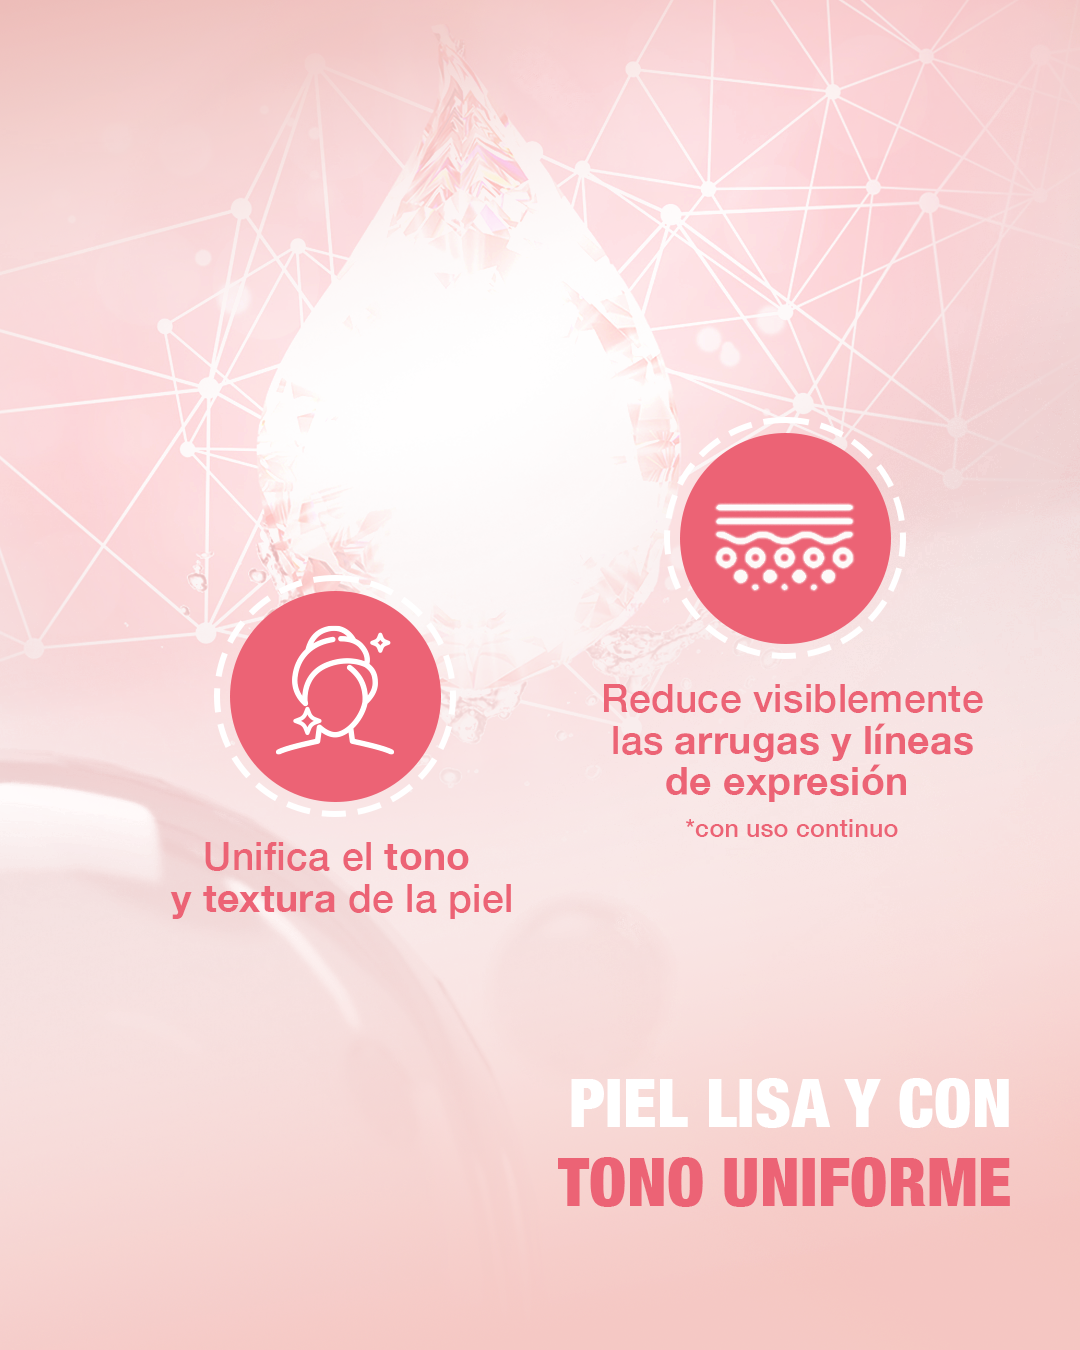 Reduce visiblemente
las arrugas y líneas
de expresión
*con uso continuo
Unifica el tono
y textura de la piel
PIEL LISA Y CON
TONO UNIFORME